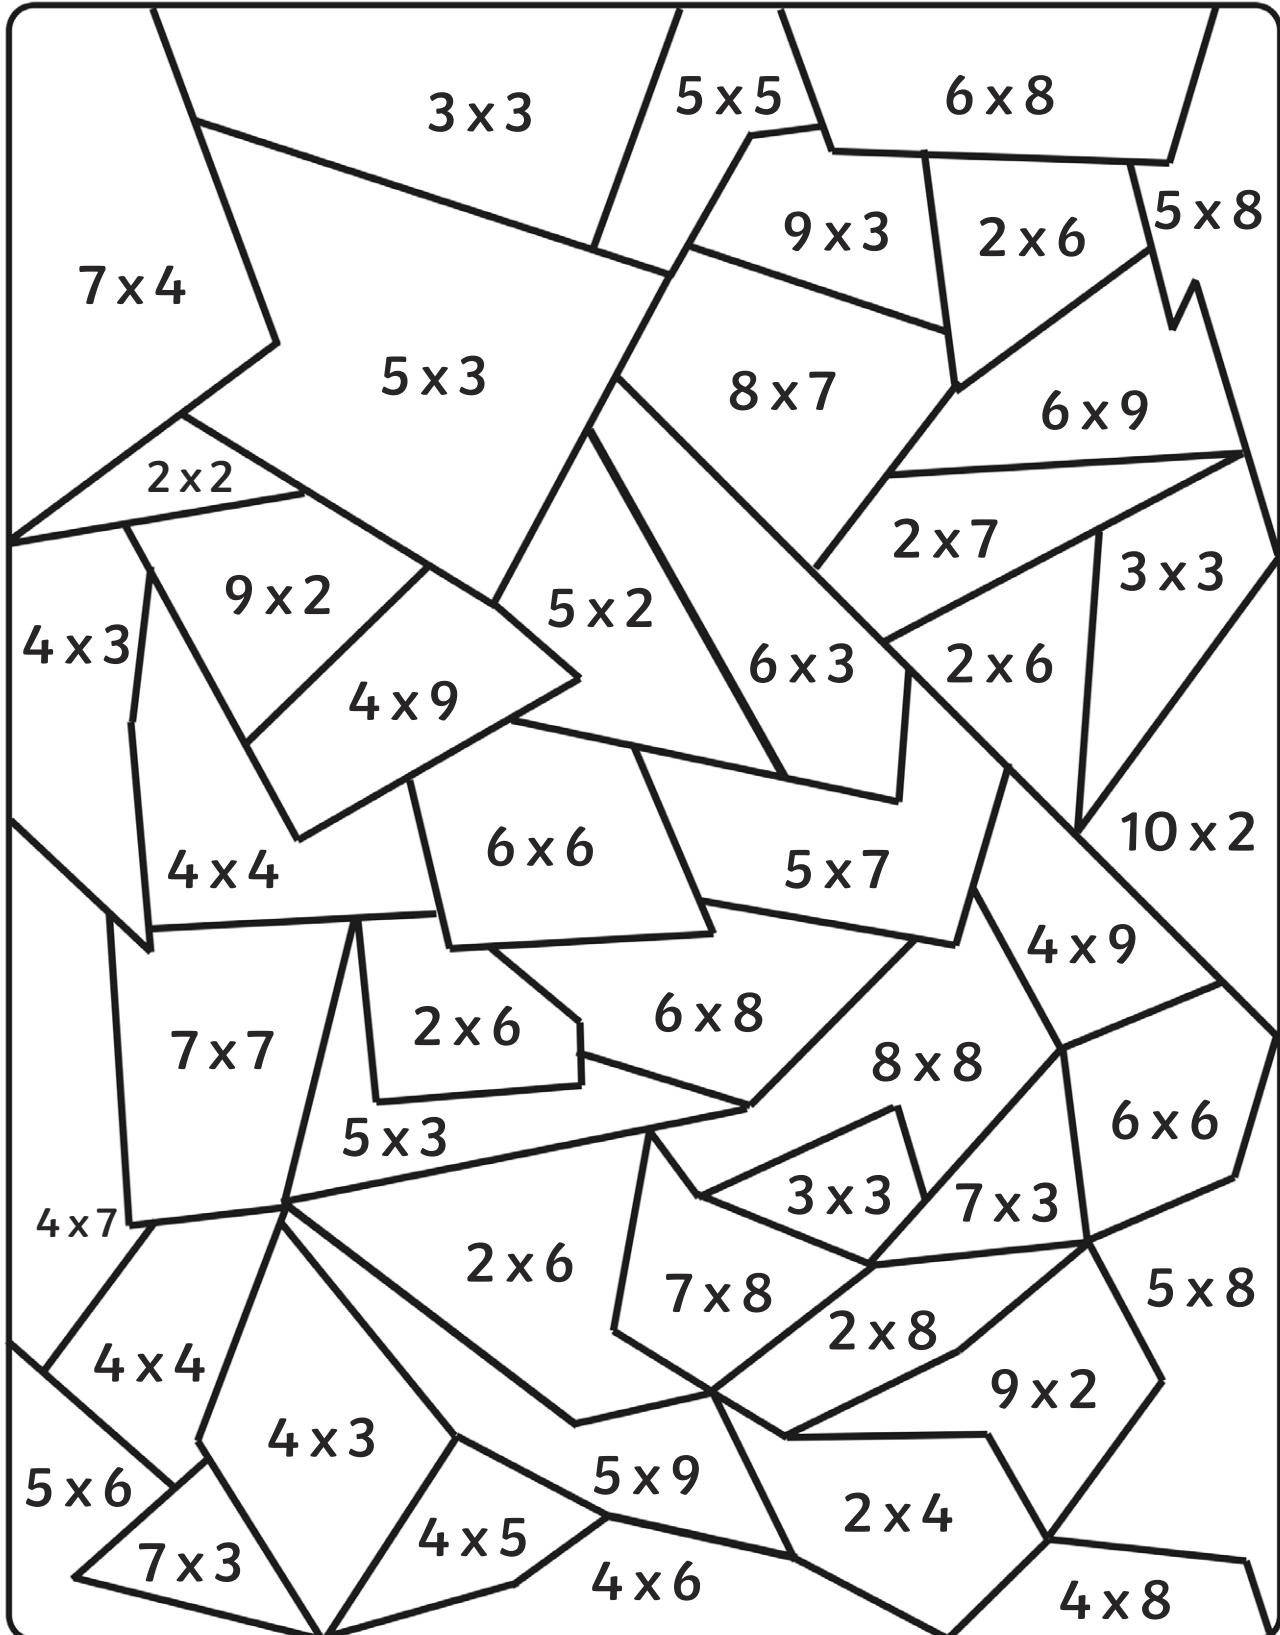 3 x 3
5 x 5
6 x 8
7 x 4
5 x 3
9 x 3
2 x 6
5 x 8
8 x 7
6 x 9
2 x 2
2 x 7
3 x 3
9 x 2
5 x 2
4 x 3
4 x 9
6 x 3
2 x 6
4 x 4
6 x 6
5 x 7
10 x 2
4 x 9
7 x 7
2 x 6
6 x 8
8 x 8
5 x 3
6 x 6
4 x 7
3 x 3
7 x 3
2 x 6
7 x 8
5 x 8
4 x 4
2 x 8
9 x 2
4 x 3
5 x 6
5 x 9
2 x 4
7 x 3
4 x 5
4 x 6
4 x 8